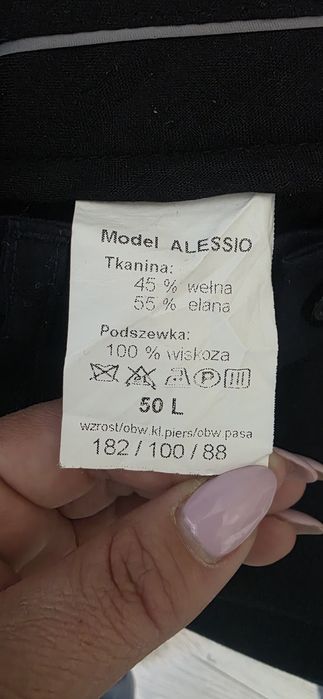 Model ALESSIO
Tkanina:
45 % wełna
55 % elana
Podszewka:
100 % wiskoza
P
50 L
wzrost/obw.kl.piers/obw.pasa
182 / 100 / 88